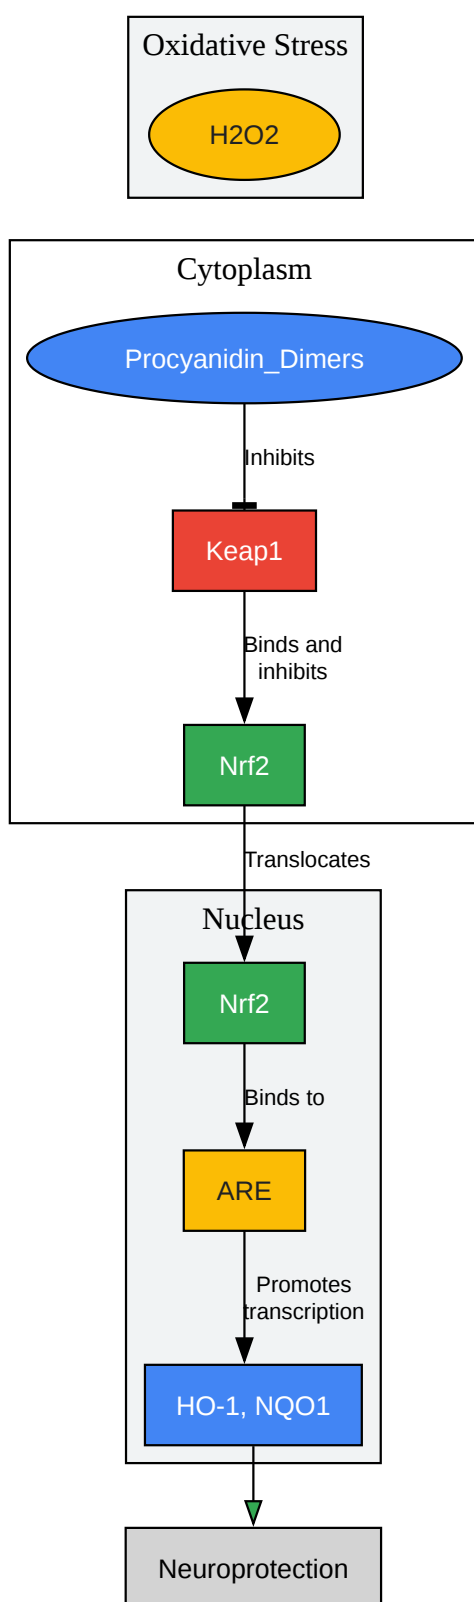 Oxidative Stress
H2O2
Cytoplasm
Procyanidin_Dimers
Inhibits
Keap1
Binds and
inhibits
Nrf2
Translocates
Nucleus
Nrf2
Binds to
ARE
Promotes
transcription
HO-1, NQO1
Neuroprotection